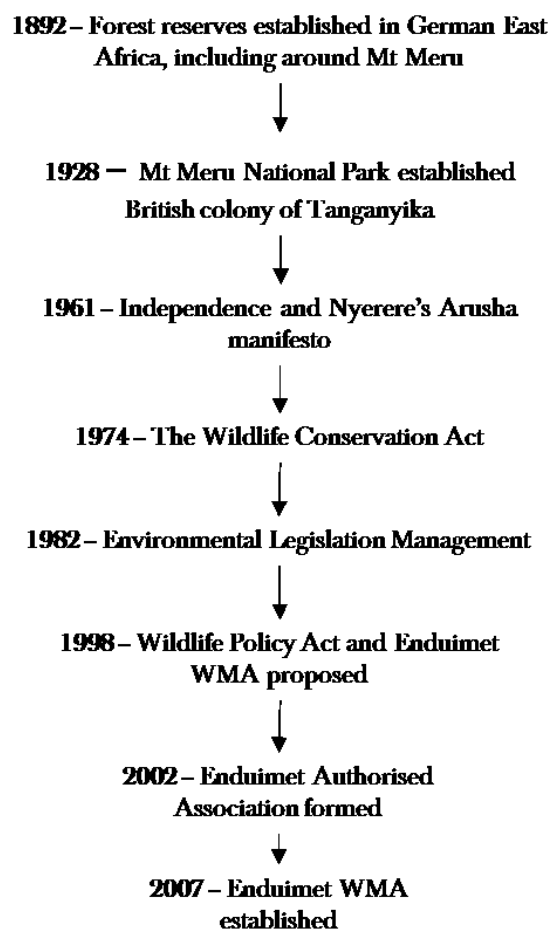 1892 – Forest reserves established in German East
Africa, including around Mt Meru
1928 – Mt Meru National Park established
British colony of Tanganyika
1961 – Independence and Nyerere's Arusha
manifesto
1974 – The Wildlife Conservation Act
1982 – Environmental Legislation Management
1998 – Wildlife Policy Act and Enduimet
WMA proposed
2002 – Enduimet Authorised
Association formed
2007 – Enduimet WMA
established